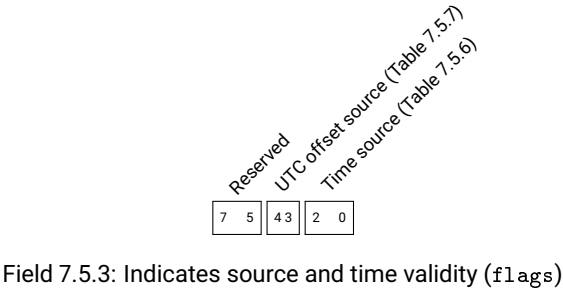 Reserved
UTC offset source (Table 7.5.7)
Time source (Table 7.5.6)
7 5 4 3 2 0
Field 7.5.3: Indicates source and time validity (flags)